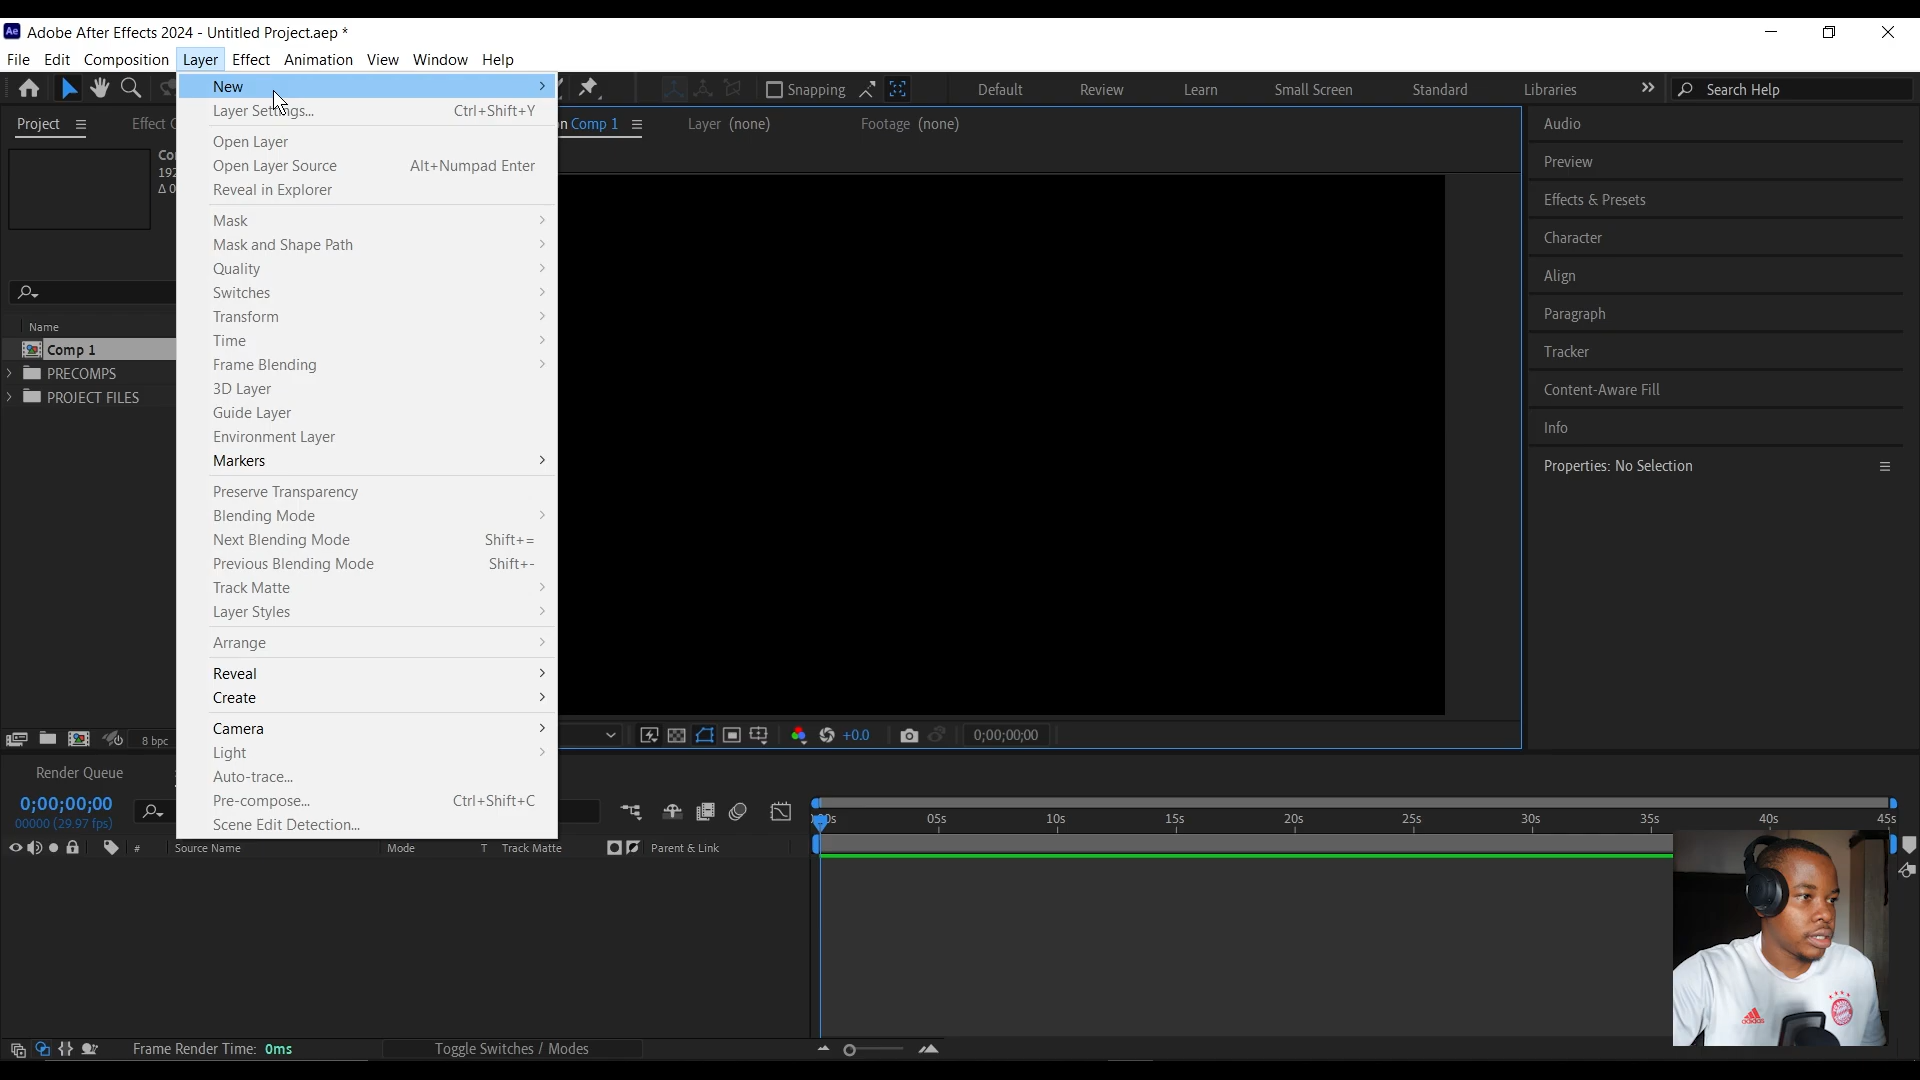 Ae Adobe After Effects 2024 - Untitled Project.aep *
File Edit Composition Layer Effect Animation View Window Help
Snapping Default Review Learn Small Screen Standard Libraries Search Help
Project
Comp 1
Layer (none)
Footage (none)
New
Layer Settings... Ctrl+Shift+Y
Open Layer
Open Layer Source Alt+Numpad Enter
Reveal in Explorer
Mask
Mask and Shape Path
Quality
Switches
Transform
Time
Frame Blending
3D Layer
Guide Layer
Environment Layer
Markers
Preserve Transparency
Blending Mode
Next Blending Mode Shift+=
Previous Blending Mode Shift+-
Track Matte
Layer Styles
Arrange
Reveal
Create
Camera
Light
Auto-trace...
Pre-compose... Ctrl+Shift+C
Scene Edit Detection...
Name
Comp 1
PRECOMPS
PROJECT FILES
8 bpc
+0.0
0;00;00;00
Audio
Preview
Effects & Presets
Character
Align
Paragraph
Tracker
Content-Aware Fill
Info
Properties: No Selection
Render Queue
0;00;00;00
00000 (29.97 fps)
# Source Name Mode T Track Matte Parent & Link
05s 10s 15s 20s 25s 30s 35s 40s 45s
Frame Render Time: 0ms
Toggle Switches / Modes
adidas